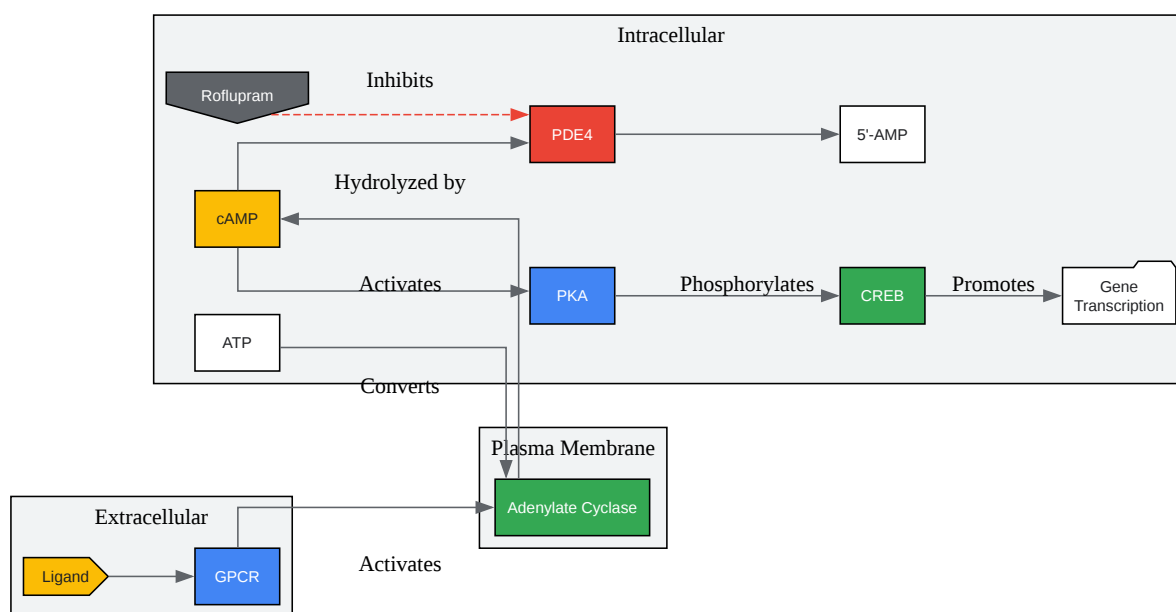 Intracellular
Roflupram
Inhibits
PDE4
5'-AMP
Hydrolyzed by
cAMP
Activates
PKA
Phosphorylates
CREB
Promotes
Gene
Transcription
ATP
Converts
Plasma Membrane
Adenylate Cyclase
Extracellular
Ligand
GPCR
Activates